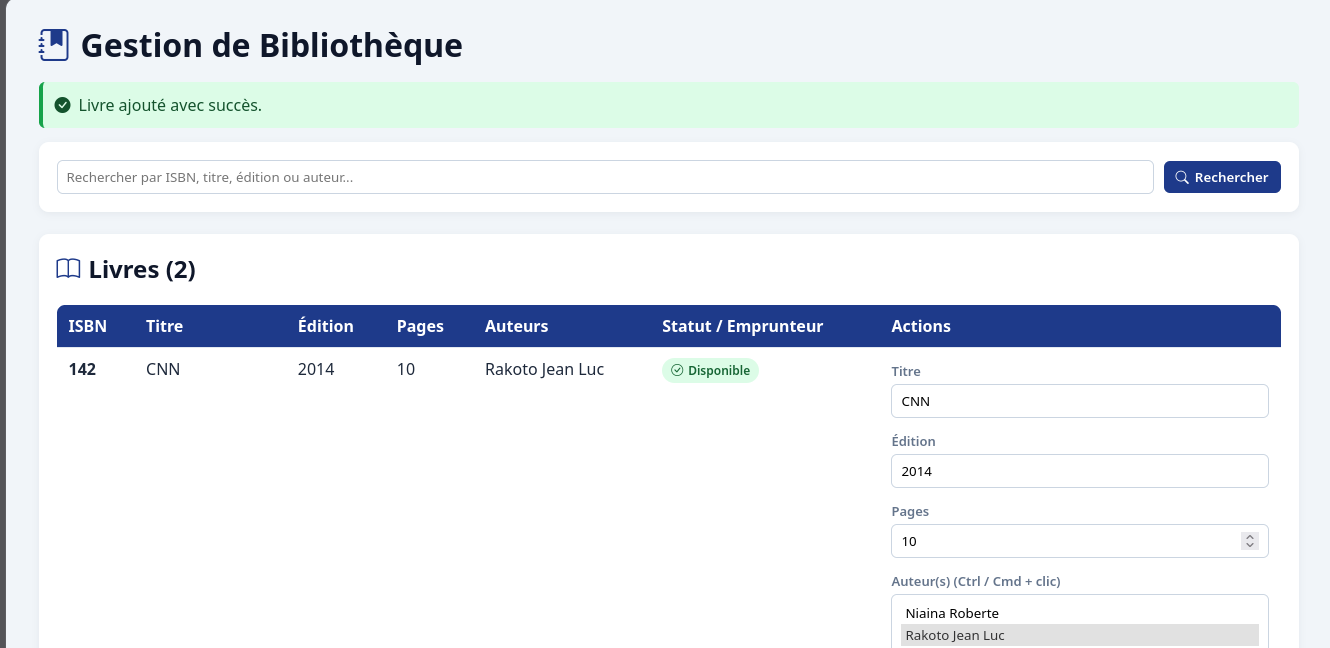 Gestion de Bibliothèque
Livre ajouté avec succès.
Rechercher par ISBN, titre, édition ou auteur...
Rechercher
Livres (2)
ISBN Titre Édition Pages Auteurs Statut / Emprunteur Actions
142 CNN 2014 10 Rakoto Jean Luc Disponible
Titre
CNN
Édition
2014
Pages
10
Auteur(s) (Ctrl / Cmd + clic)
Niaina Roberte
Rakoto Jean Luc